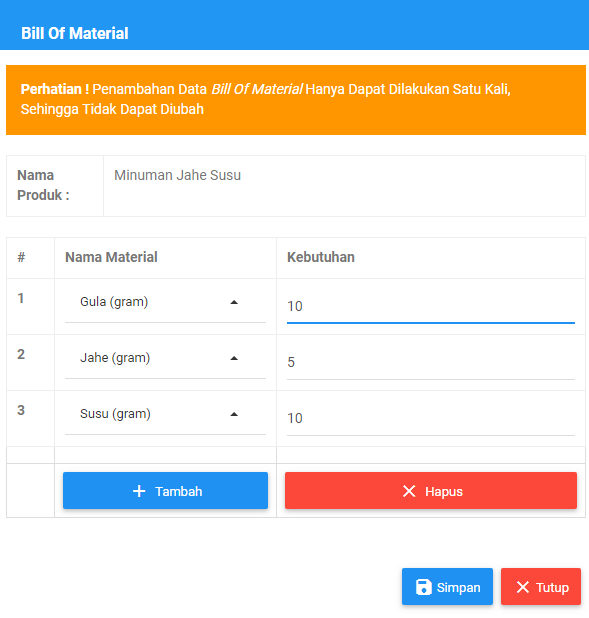 Bill Of Material
Perhatian ! Penambahan Data Bill Of Material Hanya Dapat Dilakukan Satu Kali,
Sehingga Tidak Dapat Diubah
Nama Minuman Jahe Susu
Produk :
# Nama Material Kebutuhan
1 Gula (gram) 10
2 Jahe (gram) 5
3 Susu (gram) 10
Tambah Hapus
Simpan Tutup